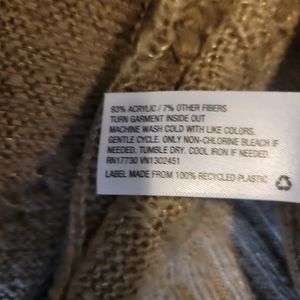 93% ACRYLIC / 7% OTHER FIBERS
TURN GARMENT INSIDE OUT
MACHINE WASH COLD WITH LIKE COLORS.
GENTLE CYCLE. ONLY NON-CHLORINE BLEACH IF
NEEDED. TUMBLE DRY. COOL IRON IF NEEDED.
RN17730 VN1302451
LABEL MADE FROM 100% RECYCLED PLASTIC